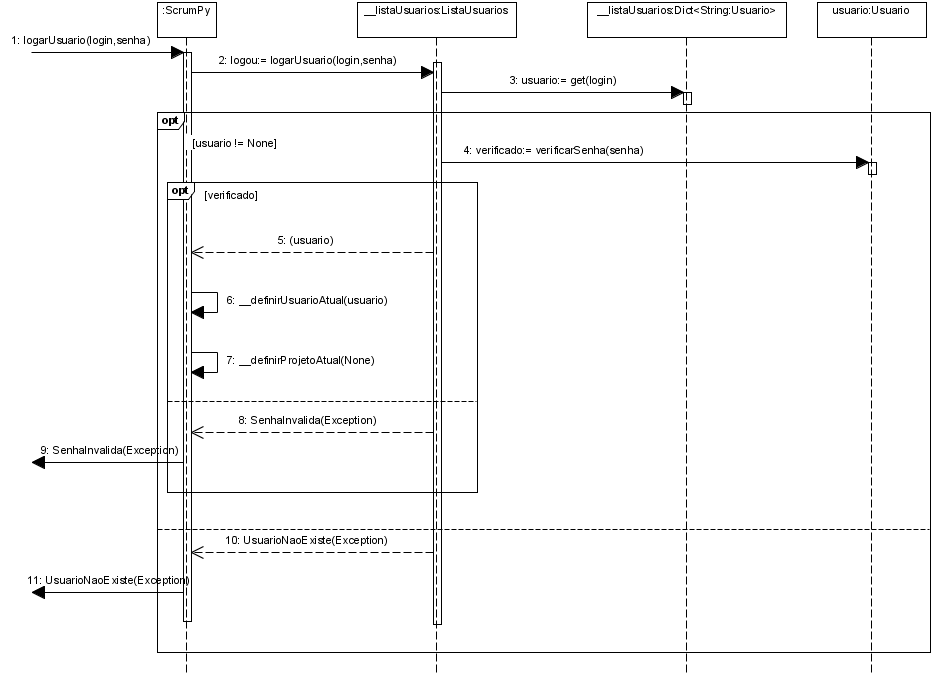 :ScrumPy
__listaUsuarios:ListaUsuarios
__listaUsuarios:Dict<String:Usuario>
usuario:Usuario
1: logarUsuario(login,senha)
2: logou:= logarUsuario(login,senha)
3: usuario:= get(login)
opt
[usuario != None]
4: verificado:= verificarSenha(senha)
opt
[verificado]
5: (usuario)
6: __definirUsuarioAtual(usuario)
7: __definirProjetoAtual(None)
8: SenhaInvalida(Exception)
9: SenhaInvalida(Exception)
10: UsuarioNaoExiste(Exception)
11: UsuarioNaoExiste(Exception)